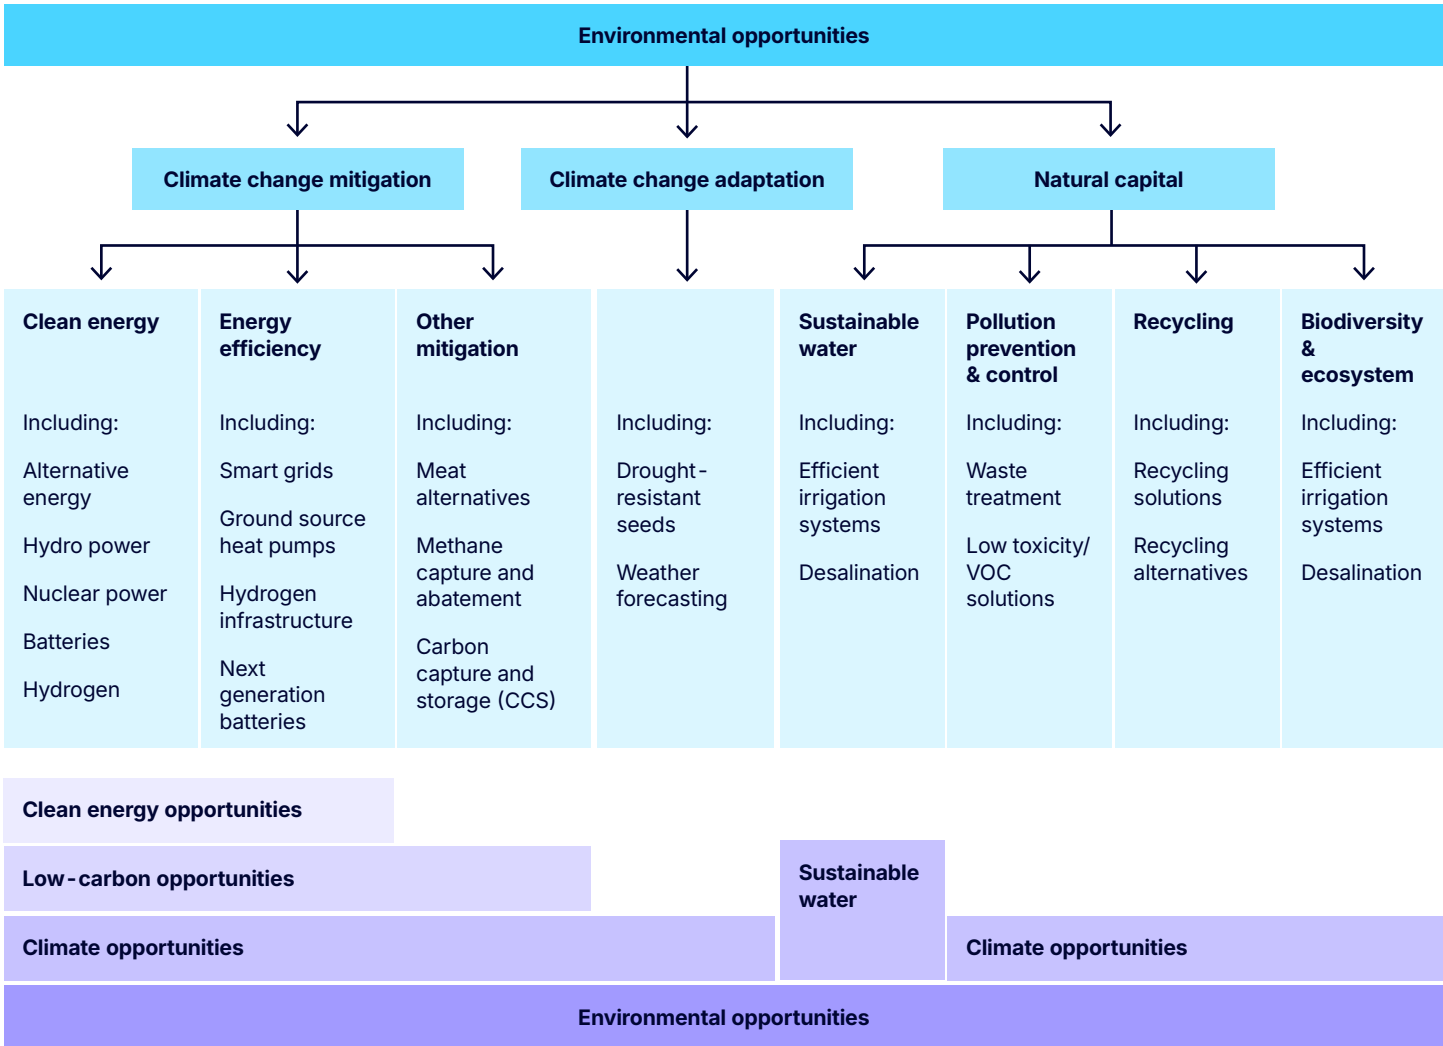 Environmental opportunities
Climate change mitigation
Climate change adaptation
Natural capital
Clean energy
Including:
Alternative
energy
Hydro power
Nuclear power
Batteries
Hydrogen
Energy
efficiency
Including:
Smart grids
Ground source
heat pumps
Hydrogen
infrastructure
Next
generation
batteries
Other
mitigation
Including:
Meat
alternatives
Methane
capture and
abatement
Carbon
capture and
storage (CCS)
Including:
Drought-
resistant
seeds
Weather
forecasting
Sustainable
water
Including:
Efficient
irrigation
systems
Desalination
Pollution
prevention
& control
Including:
Waste
treatment
Low toxicity/
VOC
solutions
Recycling
Including:
Recycling
solutions
Recycling
alternatives
Biodiversity
&
ecosystem
Including:
Efficient
irrigation
systems
Desalination
Clean energy opportunities
Low-carbon opportunities
Sustainable
water
Climate opportunities
Climate opportunities
Environmental opportunities